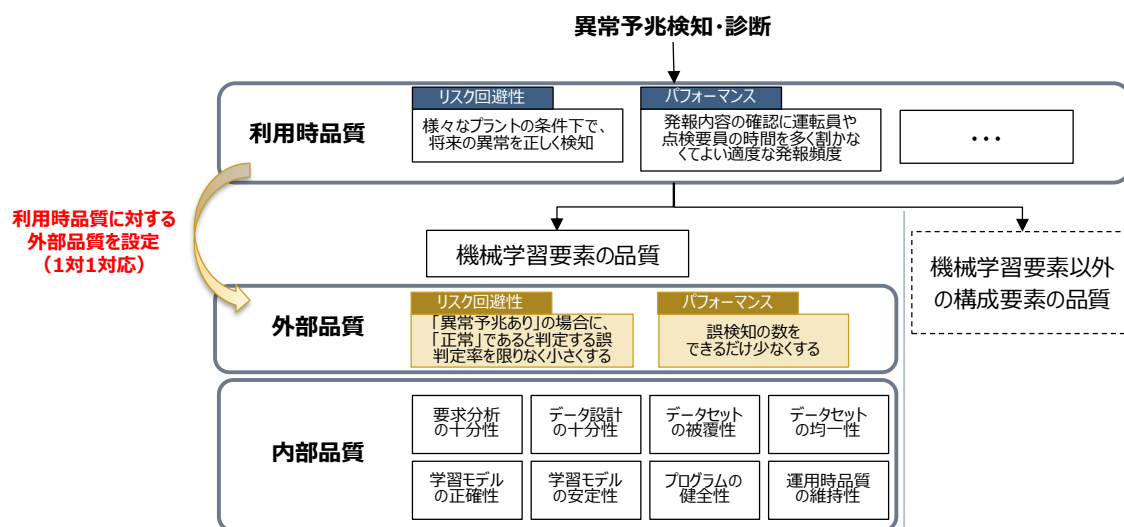 異常予兆検知・診断
利用時品質
リスク回避性
様々なプラントの条件下で、
将来の異常を正しく検知
パフォーマンス
発報内容の確認に運転員や
点検要員の時間を多く割かな
くてよい適度な発報頻度
・・・
利用時品質に対する
外部品質を設定
（1対1対応）
機械学習要素の品質
機械学習要素以外
の構成要素の品質
外部品質
リスク回避性
「異常予兆あり」の場合に、
「正常」であると判定する誤
判定率を限りなく小さくする
パフォーマンス
誤検知の数を
できるだけ少なくする
内部品質
要求分析
の十分性
データ設計
の十分性
データセット
の被覆性
データセット
の均一性
学習モデル
の正確性
学習モデル
の安定性
プログラムの
健全性
運用時品質
の維持性